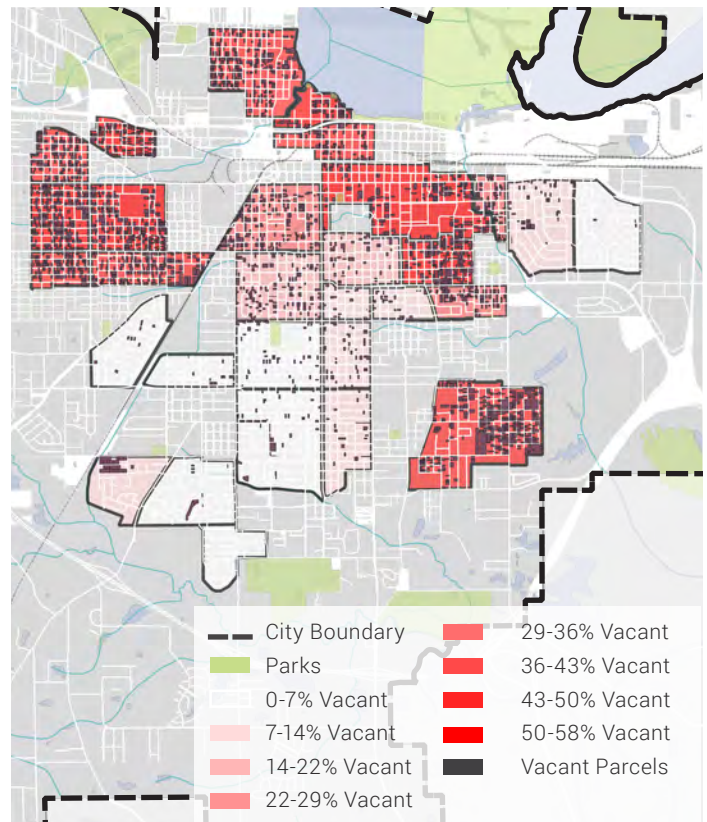 City Boundary
Parks
0-7% Vacant
7-14% Vacant
14-22% Vacant
22-29% Vacant
29-36% Vacant
36-43% Vacant
43-50% Vacant
50-58% Vacant
Vacant Parcels